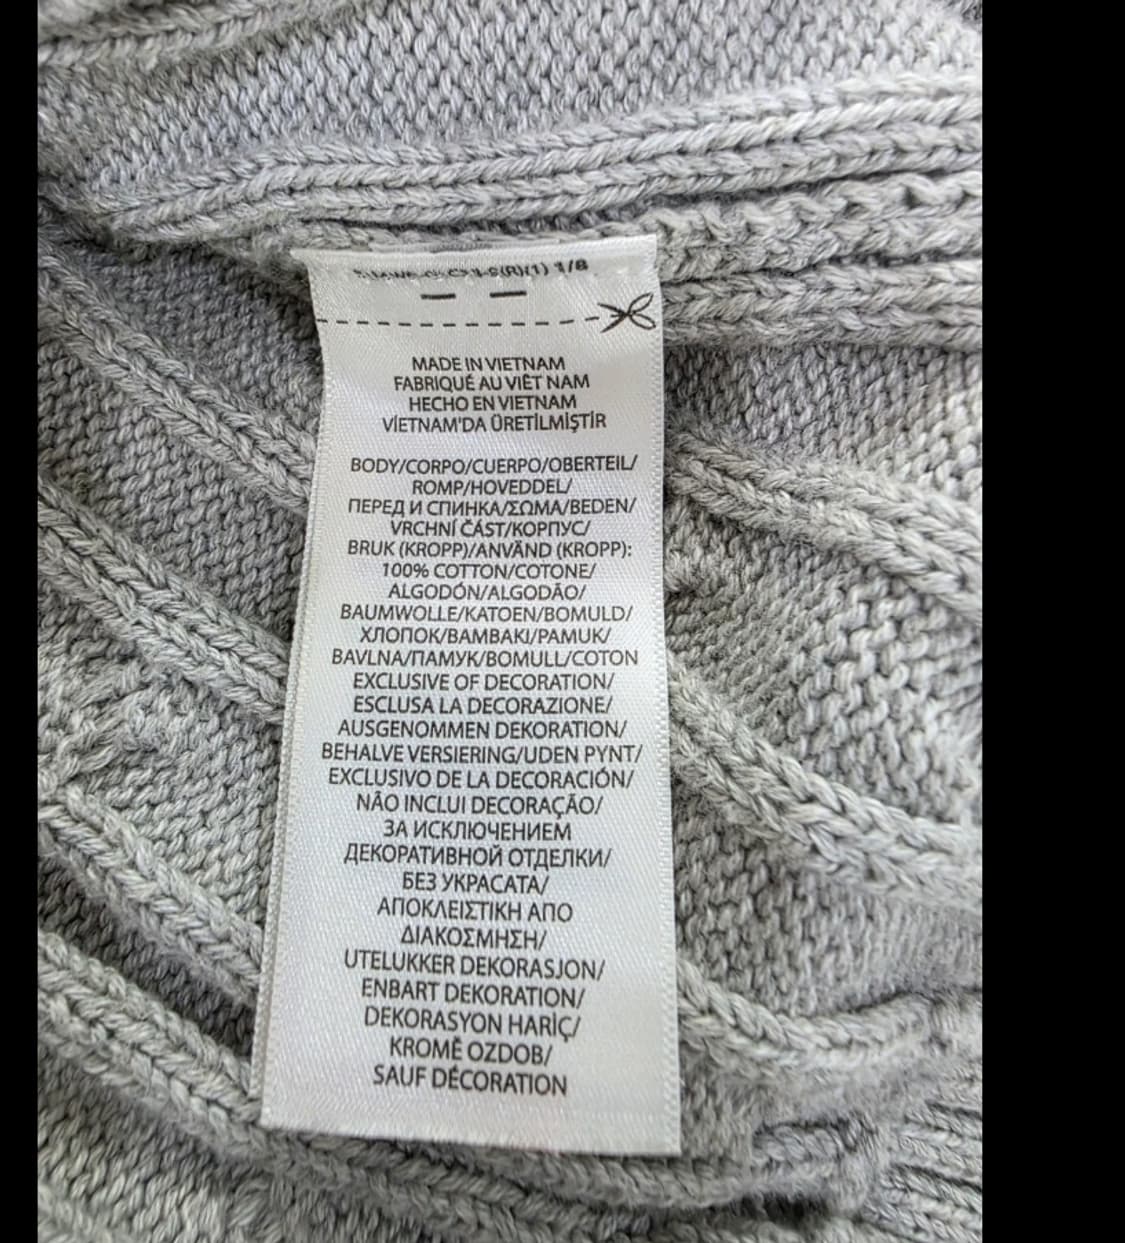 1/8
MADE IN VIETNAM
FABRIQUÉ AU VIÊT NAM
HECHO EN VIETNAM
VİETNAM'DA ÜRETİLMİŞTİR
BODY/CORPO/CUERPO/OBERTEIL/
ROMP/HOVEDDEL/
ПЕРЕД И СПИНКА/ΣΩΜΑ/BEDEN/
VRCHNÍ ČÁST/КОРПУС/
BRUK (KROPP)/ANVÄND (KROPP):
100% COTTON/COTONE/
ALGODÓN/ALGODÃO/
BAUMWOLLE/KATOEN/BOMULD/
ХЛОПОК/ΒΑΜΒΑΚΙ/PAMUK/
BAVLNA/ПАМУК/BOMULL/COTON
EXCLUSIVE OF DECORATION/
ESCLUSA LA DECORAZIONE/
AUSGENOMMEN DEKORATION/
BEHALVE VERSIERING/UDEN PYNT/
EXCLUSIVO DE LA DECORACIÓN/
NÃO INCLUI DECORAÇÃO/
ЗА ИСКЛЮЧЕНИЕМ
ДЕКОРАТИВНОЙ ОТДЕЛКИ/
БЕЗ УКРАСАТА/
ΑΠΟΚΛΕΙΣΤΙΚΗ ΑΠΟ
ΔΙΑΚΟΣΜΗΣΗ/
UTELUKKER DEKORASJON/
ENBART DEKORATION/
DEKORASYON HARİÇ/
KROMĚ OZDOB/
SAUF DÉCORATION